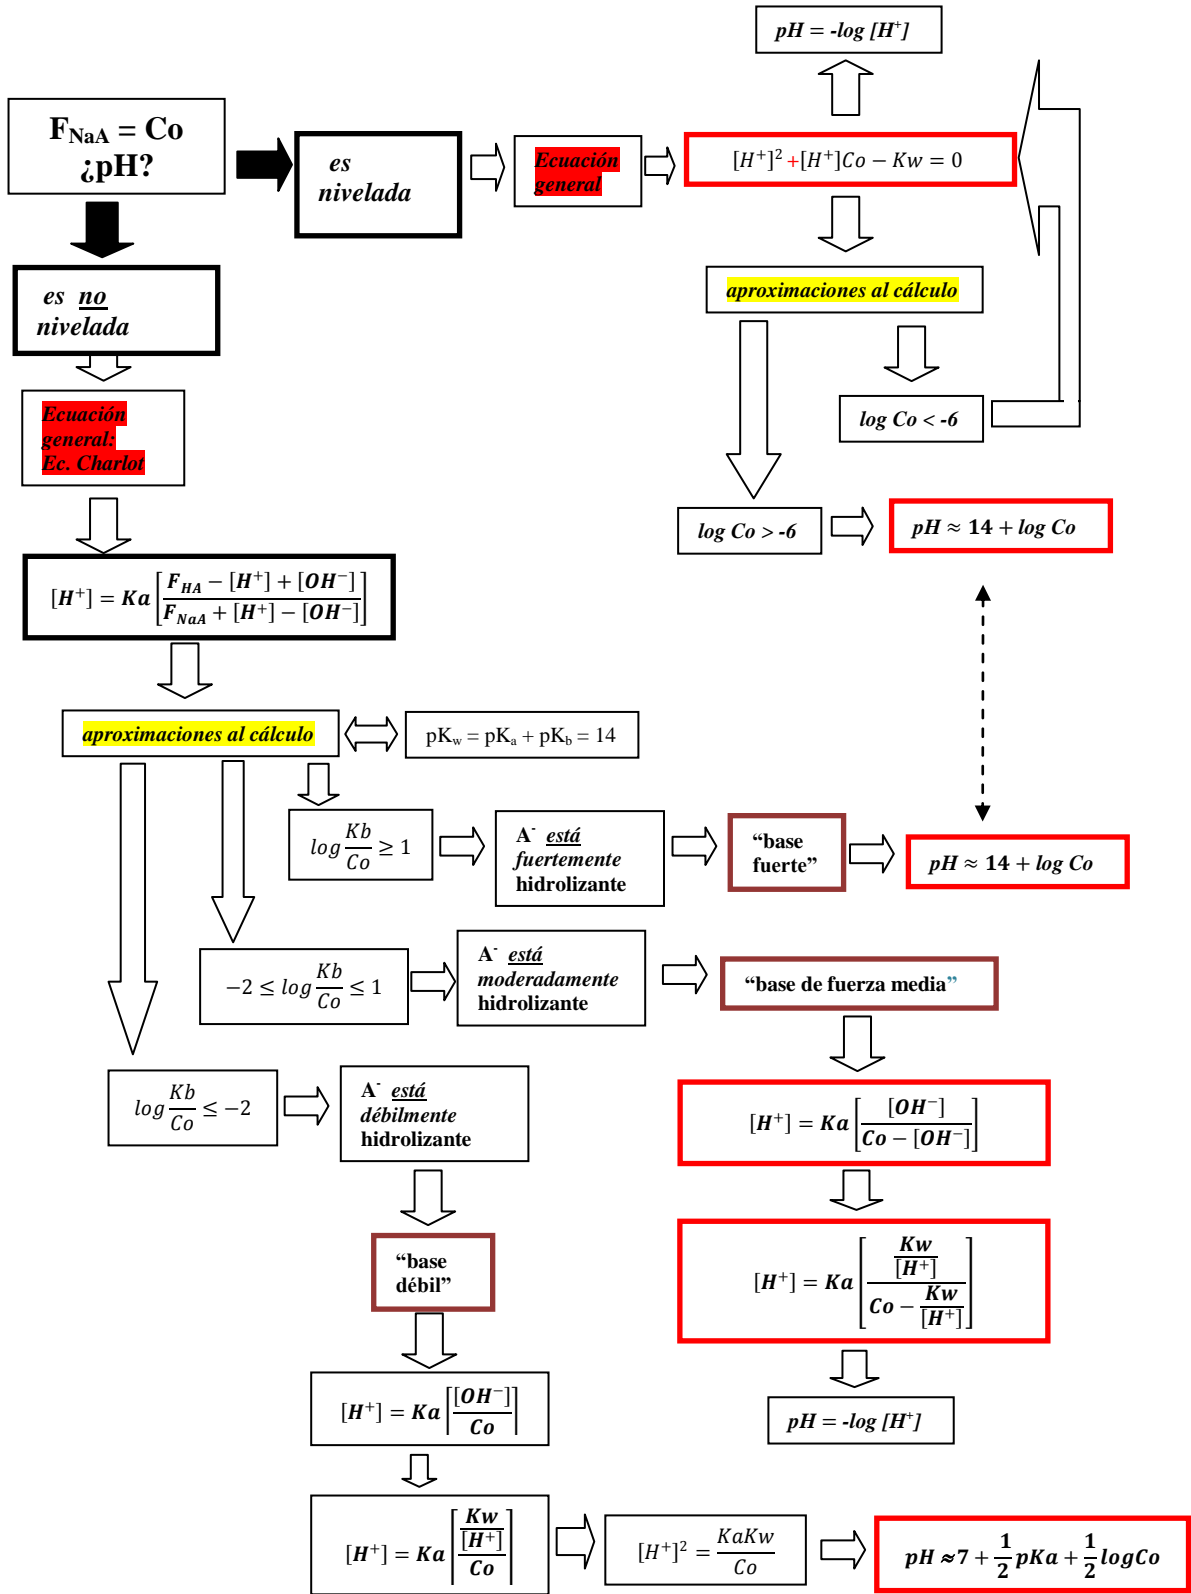 pH = -log [H⁺]
F_NaA = Co
¿pH?
es
nivelada
Ecuación
general
[H⁺]² +[H⁺]Co − Kw = 0
es no
nivelada
aproximaciones al cálculo
Ecuación
general:
Ec. Charlot
log Co < -6
log Co > -6
pH ≈ 14 + log Co
[H⁺] = Ka [(F_HA − [H⁺] + [OH⁻]) / (F_NaA + [H⁺] − [OH⁻])]
aproximaciones al cálculo
pK_w = pK_a + pK_b = 14
log Kb/Co ≥ 1
A⁻ está
fuertemente
hidrolizante
“base
fuerte”
pH ≈ 14 + log Co
−2 ≤ log Kb/Co ≤ 1
A⁻ está
moderadamente
hidrolizante
“base de fuerza media”
log Kb/Co ≤ −2
A⁻ está
débilmente
hidrolizante
[H⁺] = Ka [[OH⁻] / (Co − [OH⁻])]
“base
débil”
[H⁺] = Ka [(Kw/[H⁺]) / (Co − Kw/[H⁺])]
[H⁺] = Ka [[OH⁻] / Co]
pH = -log [H⁺]
[H⁺] = Ka [(Kw/[H⁺]) / Co]
[H⁺]² = KaKw/Co
pH ≈7 + 1/2 pKa + 1/2 logCo